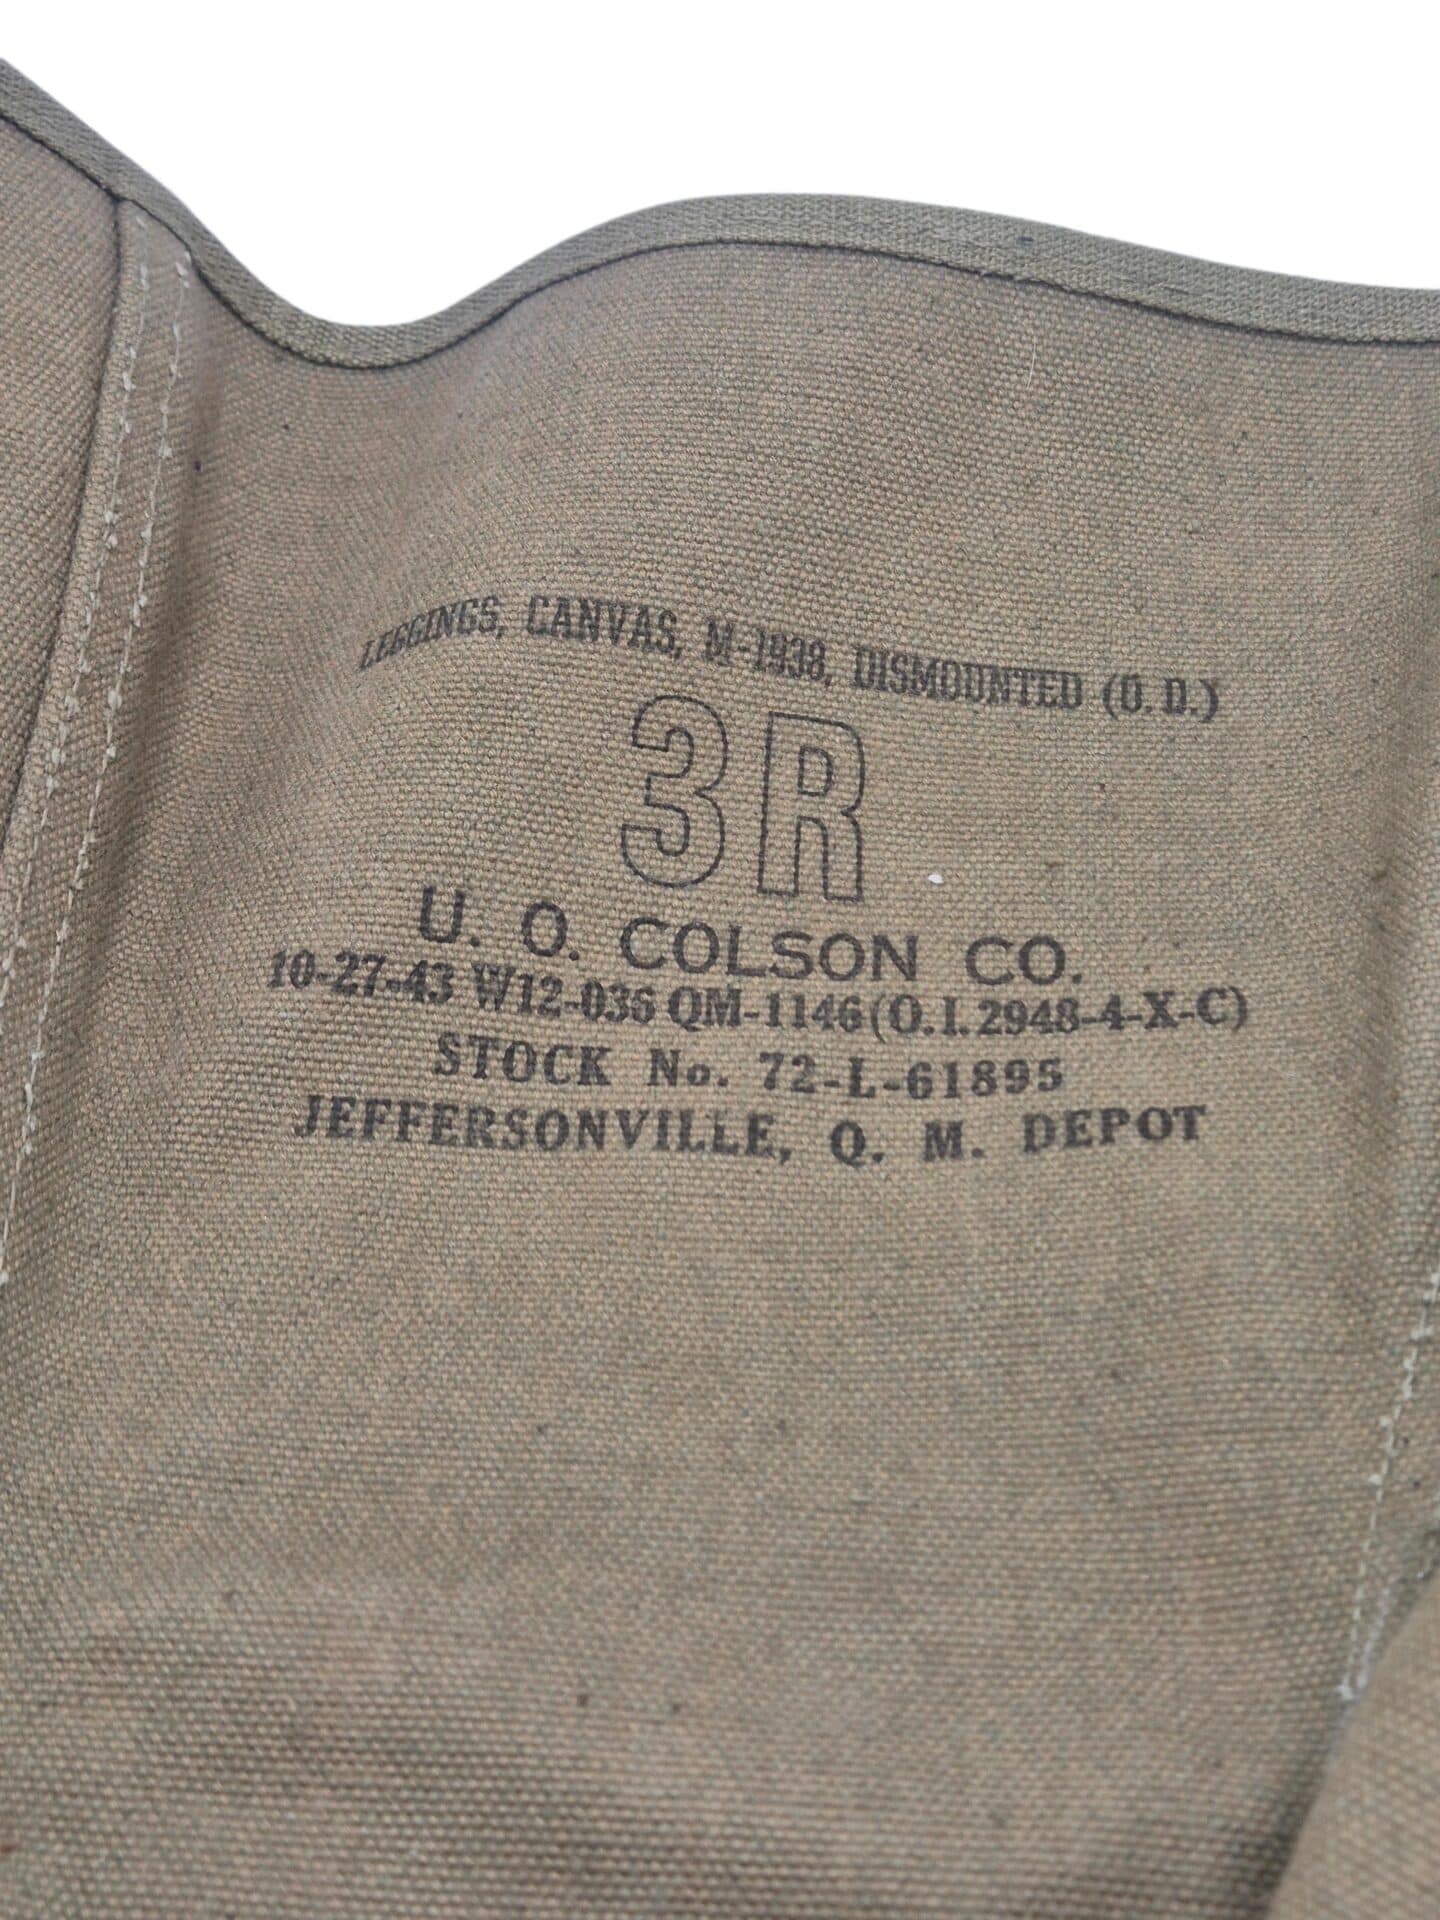 LEGGINGS, CANVAS, M-1938, DISMOUNTED (O. D.)
3R
U. O. COLSON CO.
10-27-43 W12-036 QM-1146 (O.I. 2948-4-X-C)
STOCK No. 72-L-61895
JEFFERSONVILLE, Q. M. DEPOT